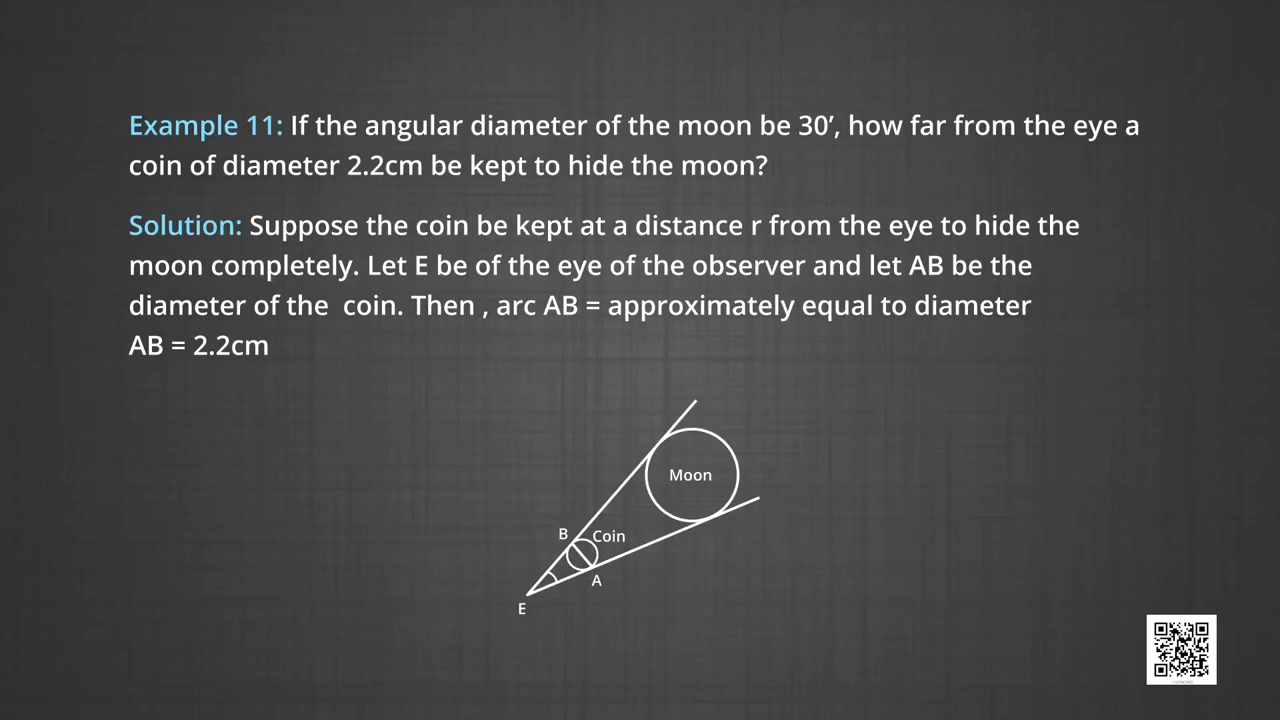 Example 11: If the angular diameter of the moon be 30’, how far from the eye a
coin of diameter 2.2cm be kept to hide the moon?
Solution: Suppose the coin be kept at a distance r from the eye to hide the
moon completely. Let E be of the eye of the observer and let AB be the
diameter of the  coin. Then , arc AB = approximately equal to diameter
AB = 2.2cm
Moon
B
Coin
A
E